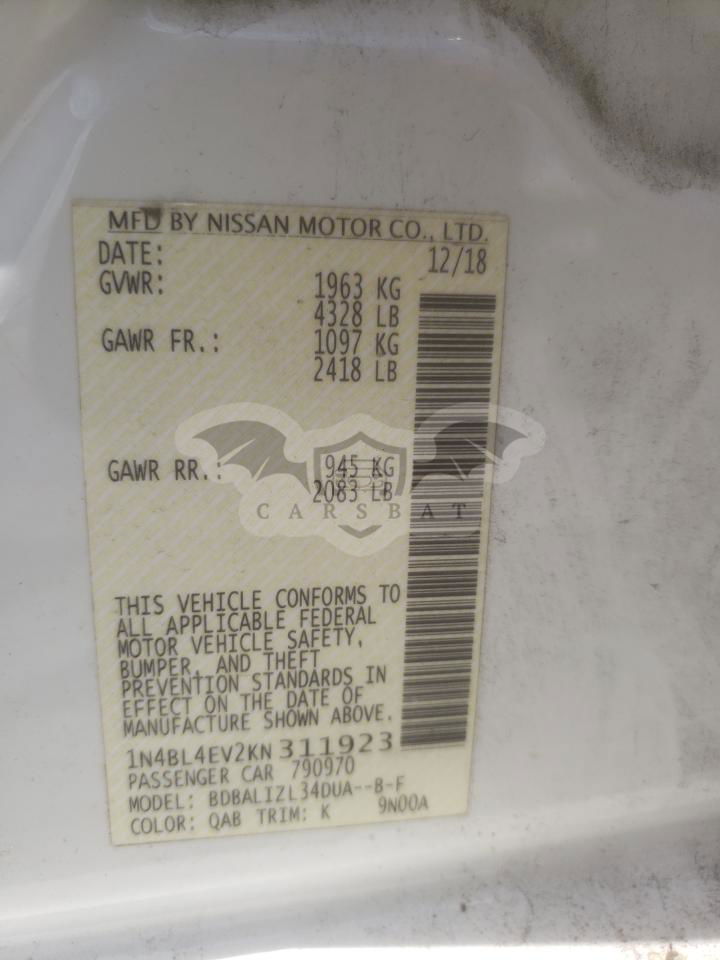 MFD BY NISSAN MOTOR CO., LTD.
DATE: 12/18
GVWR: 1963 KG
4328 LB
GAWR FR.: 1097 KG
2418 LB
GAWR RR.: 945 KG
2083 LB
CARSBAT
THIS VEHICLE CONFORMS TO
ALL APPLICABLE FEDERAL
MOTOR VEHICLE SAFETY,
BUMPER, AND THEFT
PREVENTION STANDARDS IN
EFFECT ON THE DATE OF
MANUFACTURE SHOWN ABOVE.
1N4BL4EV2KN311923
PASSENGER CAR 790970
MODEL: BDBALIZL34DUA--B-F
COLOR: QAB TRIM: K 9N00A